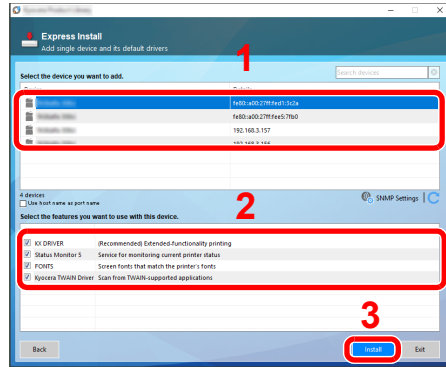 Express Install
Add single device and its default drivers
1
Select the device you want to add.
Search devices
fe80::a00:27ff:fed1:5c2a
fe80::a00:27ff:fee5:7fb0
192.168.3.157
4 devices
SNMP Settings
Use host name as port name
2
Select the features you want to use with this device.
KX DRIVER (Recommended) Extended-functionality printing
Status Monitor 5 Service for monitoring current printer status
FONTS Screen fonts that match the printer's fonts
Kyocera TWAIN Driver Scan from TWAIN-supported applications
3
Back Install Exit